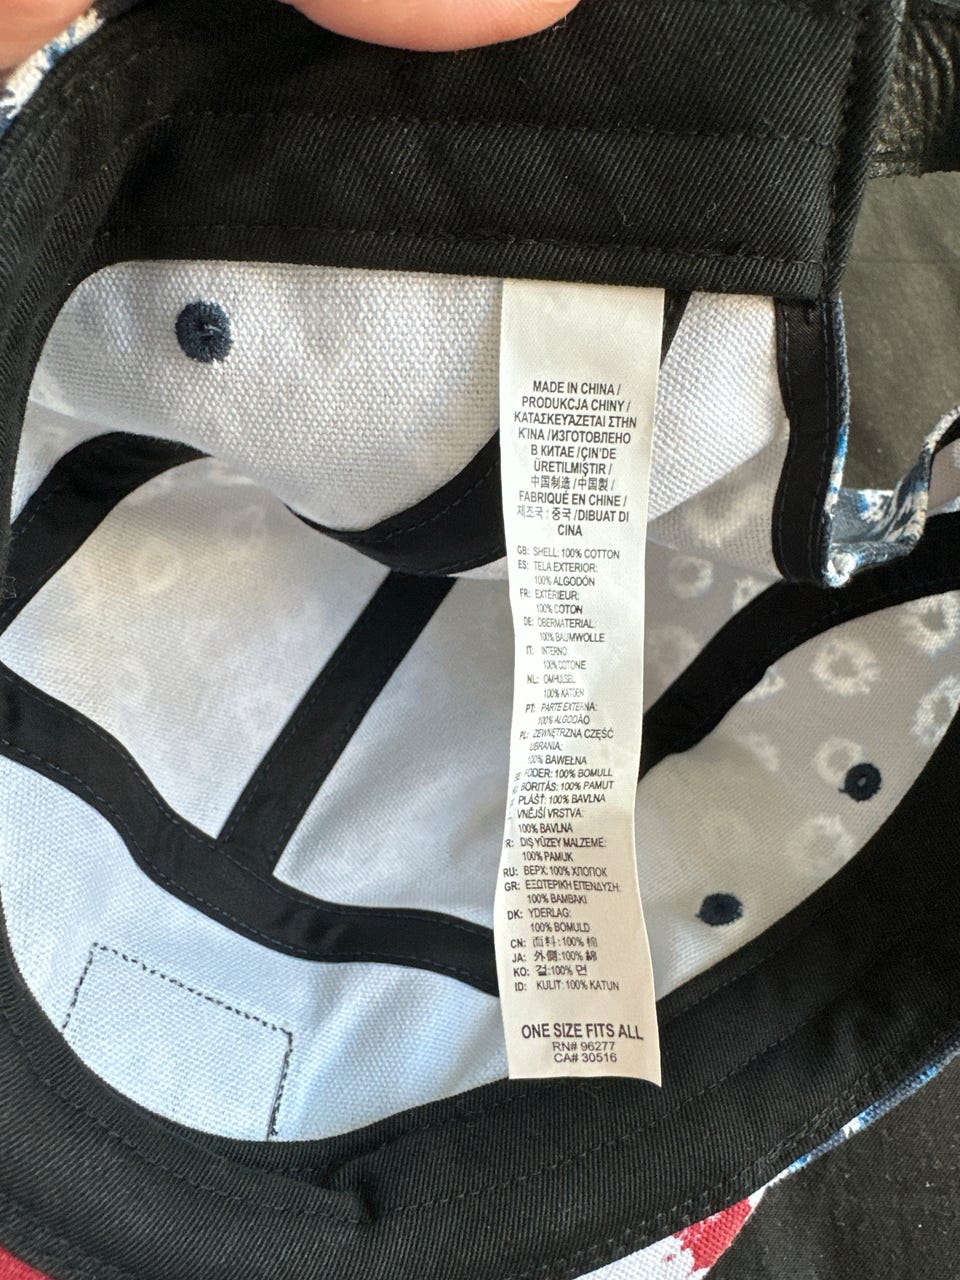 MADE IN CHINA /
PRODUKCJA CHINY /
ΚΑΤΑΣΚΕΥΆΖΕΤΑΙ ΣΤΗΝ
ΚΊΝΑ /ИЗГОТОВЛЕНО
В КИТАЕ /ÇİN'DE
ÜRETILMIŞTIR /
中国制造 /中国製 /
FABRIQUÉ EN CHINE /
제조국 : 중국 /DIBUAT DI
CINA
GB: SHELL: 100% COTTON
ES: TELA EXTERIOR:
100% ALGODÓN
FR: EXTÉRIEUR:
100% COTON
DE: OBERMATERIAL:
100% BAUMWOLLE
IT: INTERNO:
100% COTONE
NL: OMHULSEL:
100% KATOEN
PT: PARTE EXTERNA:
100% ALGODÃO
PL: ZEWNĘTRZNA CZĘŚĆ
UBRANIA:
100% BAWEŁNA
FODER: 100% BOMULL
BORITÁS: 100% PAMUT
PLÁŠŤ: 100% BAVLNA
VNĚJŠÍ VRSTVA:
100% BAVLNA
R: DIŞ YÜZEY MALZEME:
100% PAMUK
RU: ВЕРХ: 100% ХЛОПОК
GR: ΕΞΩΤΕΡΙΚΗ ΕΠΕΝΔΥΣΗ:
100% ΒΑΜΒΑΚΙ
DK: YDERLAG:
100% BOMULD
CN: 面料: 100% 棉
JA: 外側: 100% 綿
KO: 겉: 100% 면
ID: KULIT: 100% KATUN
ONE SIZE FITS ALL
RN# 96277
CA# 30516